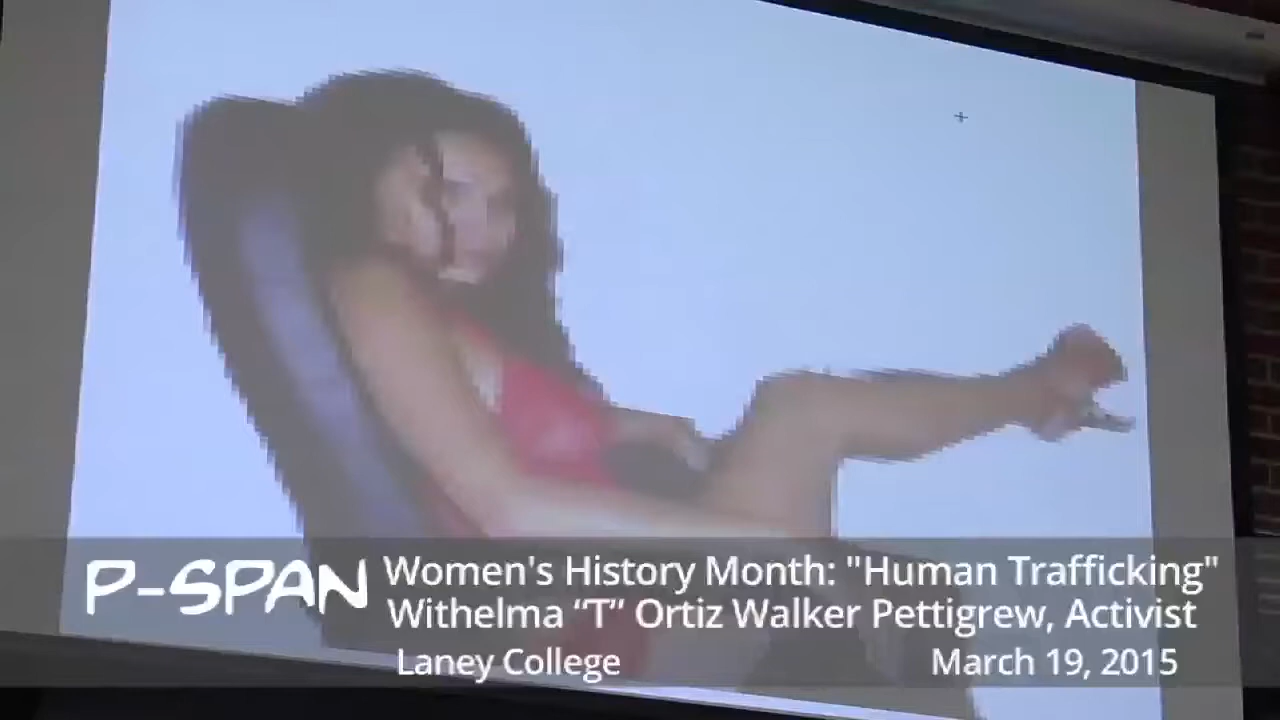 P-SPAN
Women's History Month: "Human Trafficking"
Withelma “T” Ortiz Walker Pettigrew, Activist
Laney College
March 19, 2015